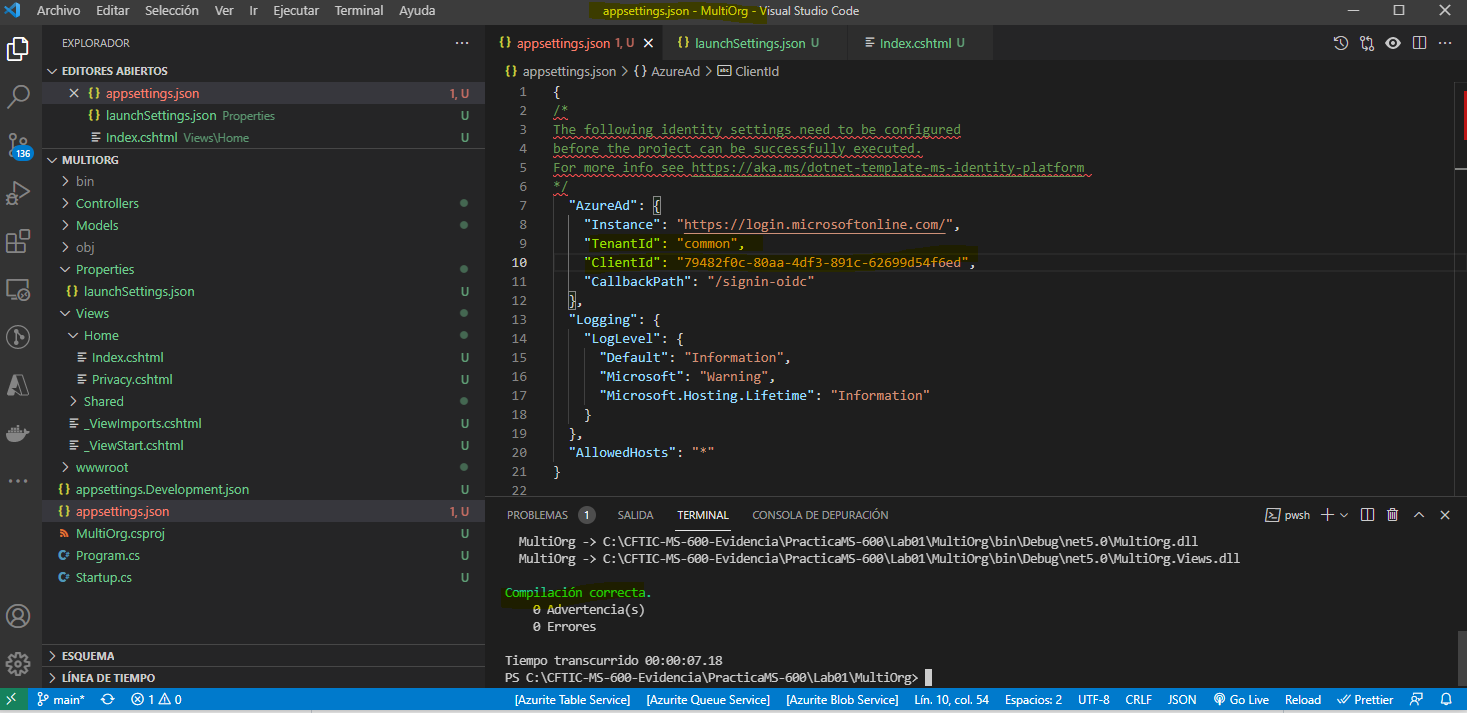 Archivo Editar Selección Ver Ir Ejecutar Terminal Ayuda
appsettings.json - MultiOrg - Visual Studio Code
EXPLORADOR
EDITORES ABIERTOS
appsettings.json 1, U
launchSettings.json Properties U
Index.cshtml Views\Home U
MULTIORG
bin
Controllers
Models
obj
Properties
launchSettings.json U
Views
Home
Index.cshtml U
Privacy.cshtml U
Shared
_ViewImports.cshtml U
_ViewStart.cshtml U
wwwroot
appsettings.Development.json U
appsettings.json 1, U
MultiOrg.csproj U
Program.cs U
Startup.cs U
ESQUEMA
LÍNEA DE TIEMPO
136
appsettings.json 1, U
launchSettings.json U
Index.cshtml U
appsettings.json > {} AzureAd > ClientId
1 {
2 /*
3 The following identity settings need to be configured
4 before the project can be successfully executed.
5 For more info see https://aka.ms/dotnet-template-ms-identity-platform
6 */
7 "AzureAd": {
8 "Instance": "https://login.microsoftonline.com/",
9 "TenantId": "common",
10 "ClientId": "79482f0c-80aa-4df3-891c-62699d54f6ed",
11 "CallbackPath": "/signin-oidc"
12 },
13 "Logging": {
14 "LogLevel": {
15 "Default": "Information",
16 "Microsoft": "Warning",
17 "Microsoft.Hosting.Lifetime": "Information"
18 }
19 },
20 "AllowedHosts": "*"
21 }
22
PROBLEMAS 1 SALIDA TERMINAL CONSOLA DE DEPURACIÓN
pwsh
MultiOrg -> C:\CFTIC-MS-600-Evidencia\PracticaMS-600\Lab01\MultiOrg\bin\Debug\net5.0\MultiOrg.dll
MultiOrg -> C:\CFTIC-MS-600-Evidencia\PracticaMS-600\Lab01\MultiOrg\bin\Debug\net5.0\MultiOrg.Views.dll
Compilación correcta.
0 Advertencia(s)
0 Errores
Tiempo transcurrido 00:00:07.18
PS C:\CFTIC-MS-600-Evidencia\PracticaMS-600\Lab01\MultiOrg>
main* 1 0 [Azurite Table Service] [Azurite Queue Service] [Azurite Blob Service] Lín. 10, col. 54 Espacios: 2 UTF-8 CRLF JSON Go Live Reload Prettier